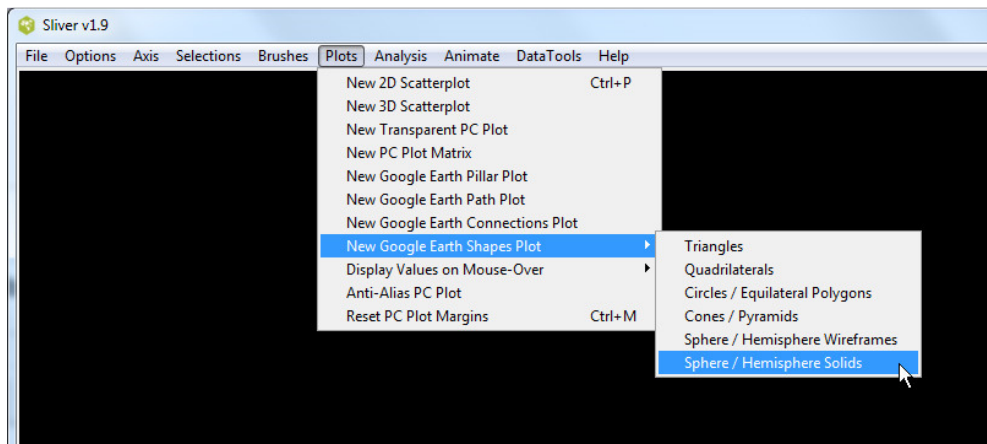 Sliver v1.9
File Options Axis Selections Brushes Plots Analysis Animate DataTools Help
New 2D Scatterplot Ctrl+P
New 3D Scatterplot
New Transparent PC Plot
New PC Plot Matrix
New Google Earth Pillar Plot
New Google Earth Path Plot
New Google Earth Connections Plot
New Google Earth Shapes Plot
Display Values on Mouse-Over
Anti-Alias PC Plot
Reset PC Plot Margins Ctrl+M
Triangles
Quadrilaterals
Circles / Equilateral Polygons
Cones / Pyramids
Sphere / Hemisphere Wireframes
Sphere / Hemisphere Solids